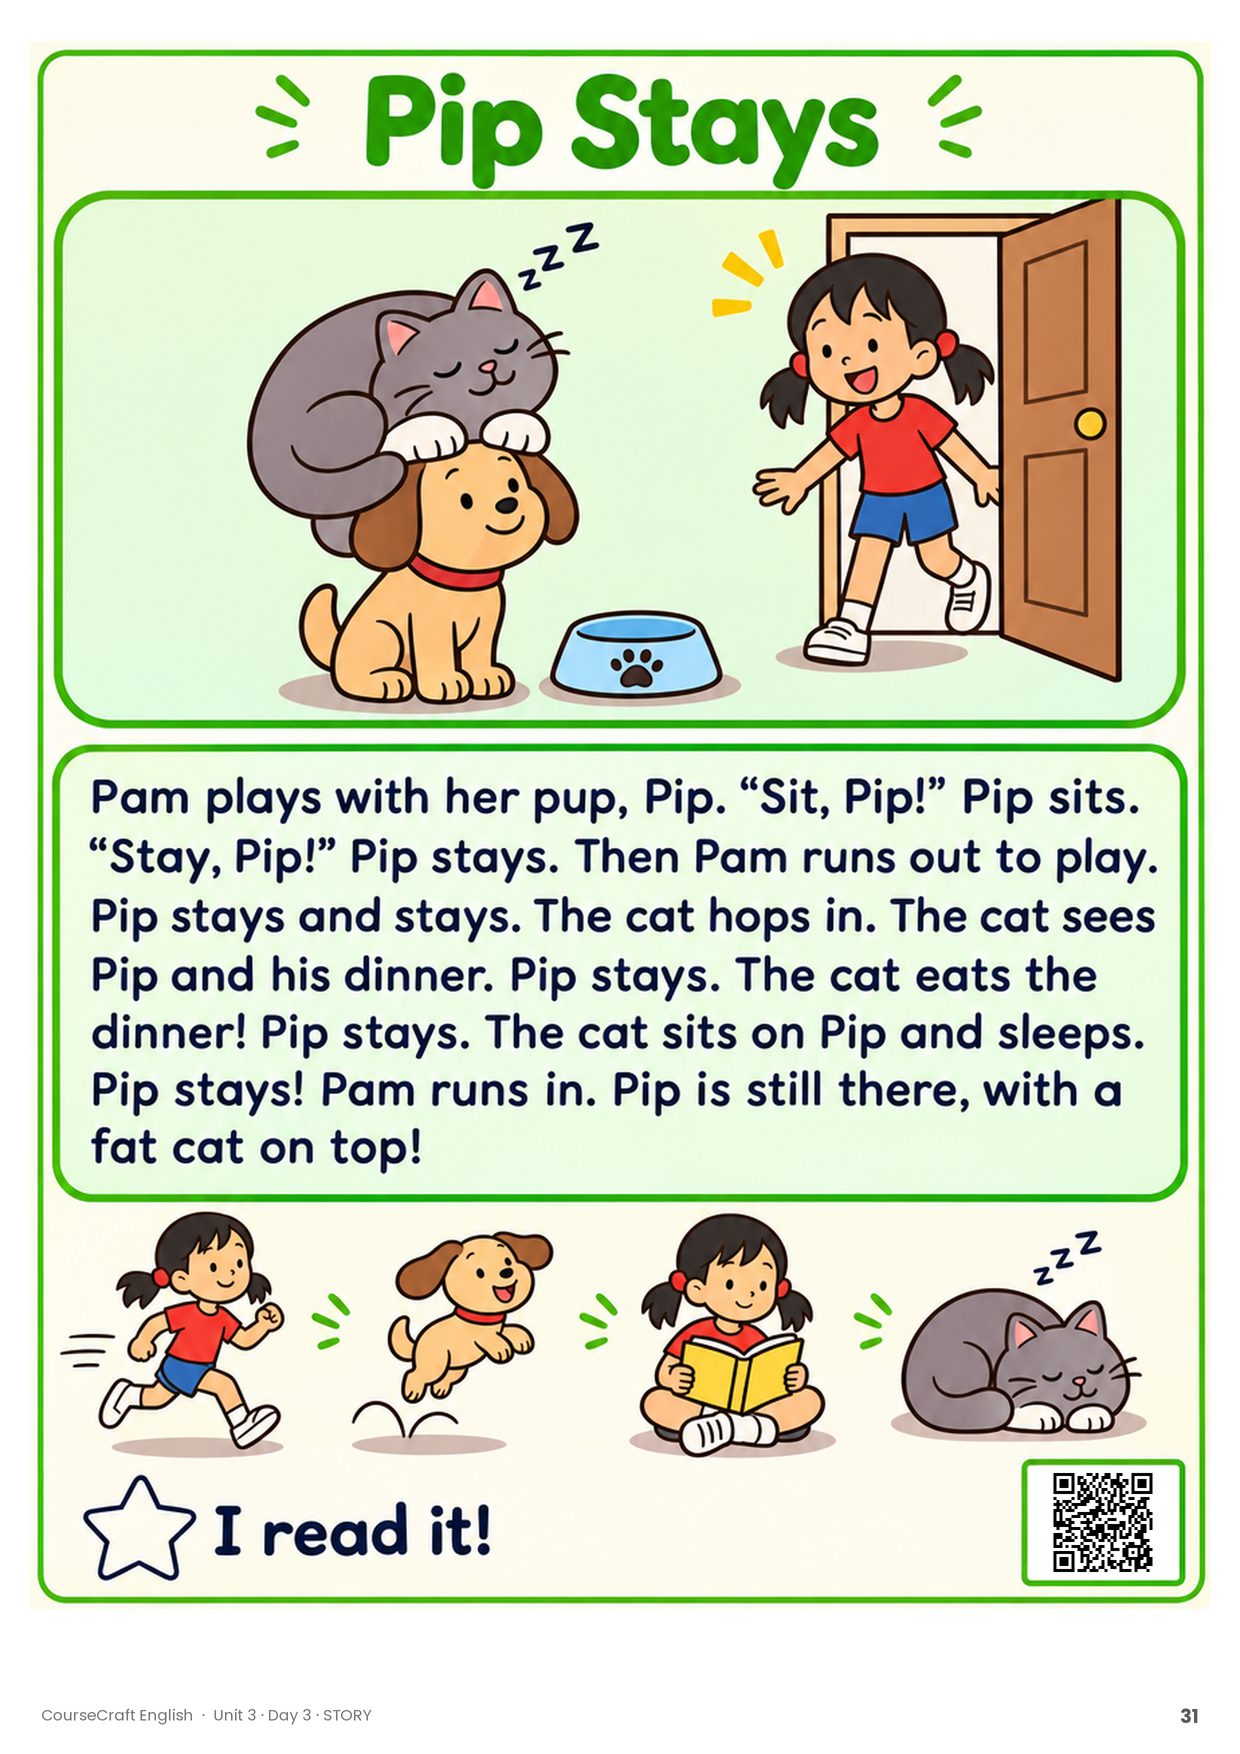 Pip Stays
z z z
Pam plays with her pup, Pip. “Sit, Pip!” Pip sits.
“Stay, Pip!” Pip stays. Then Pam runs out to play.
Pip stays and stays. The cat hops in. The cat sees
Pip and his dinner. Pip stays. The cat eats the
dinner! Pip stays. The cat sits on Pip and sleeps.
Pip stays! Pam runs in. Pip is still there, with a
fat cat on top!
z z z
I read it!
CourseCraft English · Unit 3 · Day 3 · STORY
31